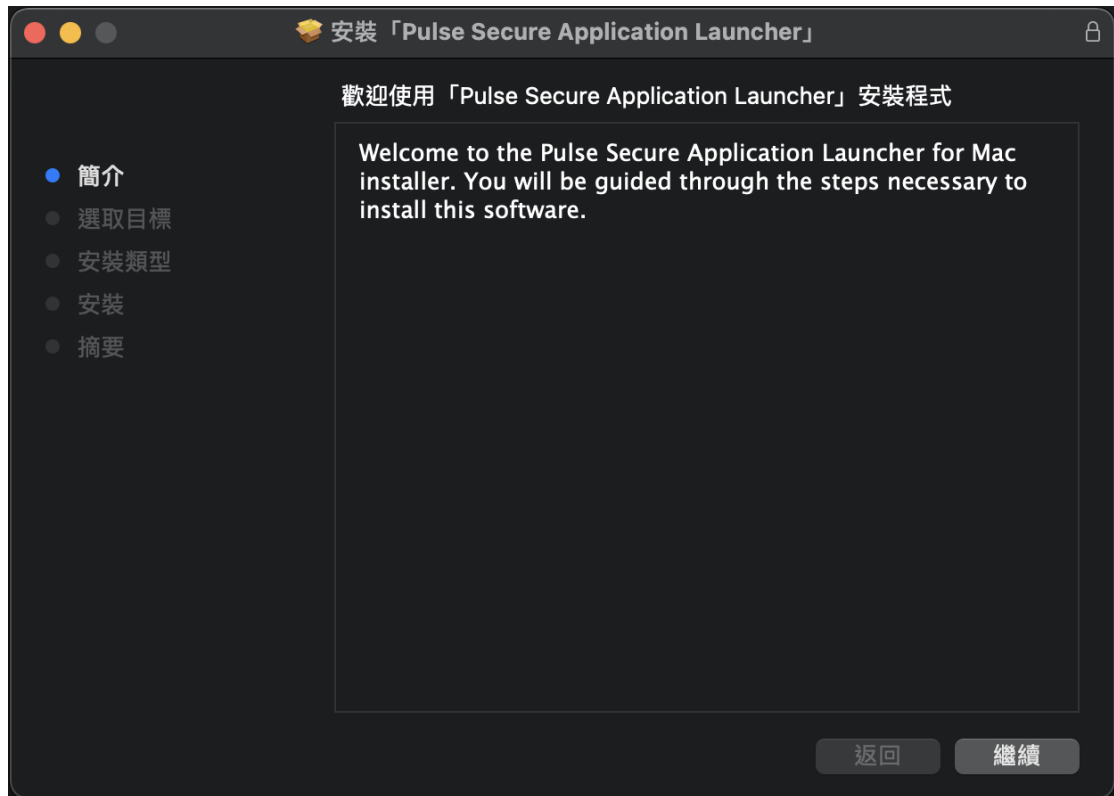 安裝「Pulse Secure Application Launcher」
歡迎使用「Pulse Secure Application Launcher」安裝程式
簡介
選取目標
安裝類型
安裝
摘要
Welcome to the Pulse Secure Application Launcher for Mac
installer. You will be guided through the steps necessary to
install this software.
返回
繼續